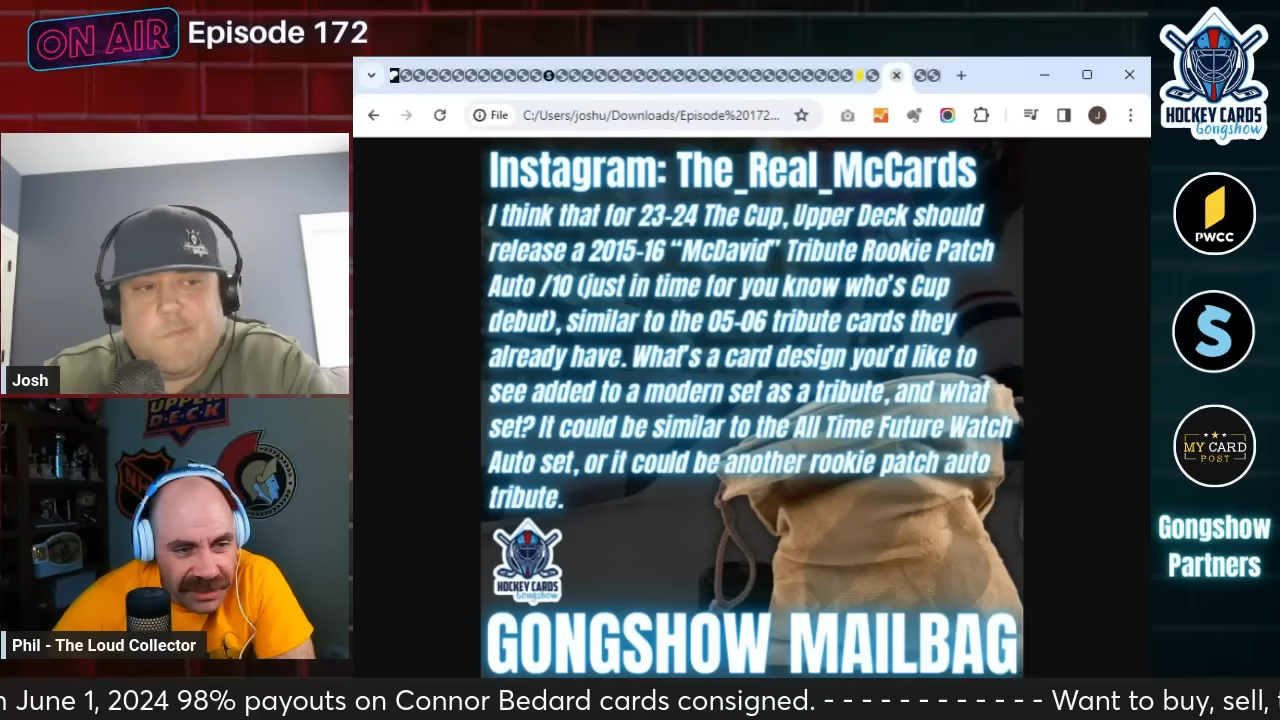 ON AIR
Episode 172
File
C:/Users/joshu/Downloads/Episode%20172...
J
Instagram: The_Real_McCards
I think that for 23-24 The Cup, Upper Deck should
release a 2015-16 “McDavid” Tribute Rookie Patch
Auto /10 (just in time for you know who's Cup
debut), similar to the 05-06 tribute cards they
already have. What's a card design you'd like to
see added to a modern set as a tribute, and what
set? It could be similar to the All Time Future Watch
Auto set, or it could be another rookie patch auto
tribute.
HOCKEY CARDS
Gongshow
GONGSHOW MAILBAG
Josh
UPPER
DECK
NHL
Phil - The Loud Collector
HOCKEY CARDS
Gongshow
PWCC
S
MY CARD
POST
Gongshow
Partners
June 1, 2024 98% payouts on Connor Bedard cards consigned. - - - - - - - - - - - - Want to buy, sell,